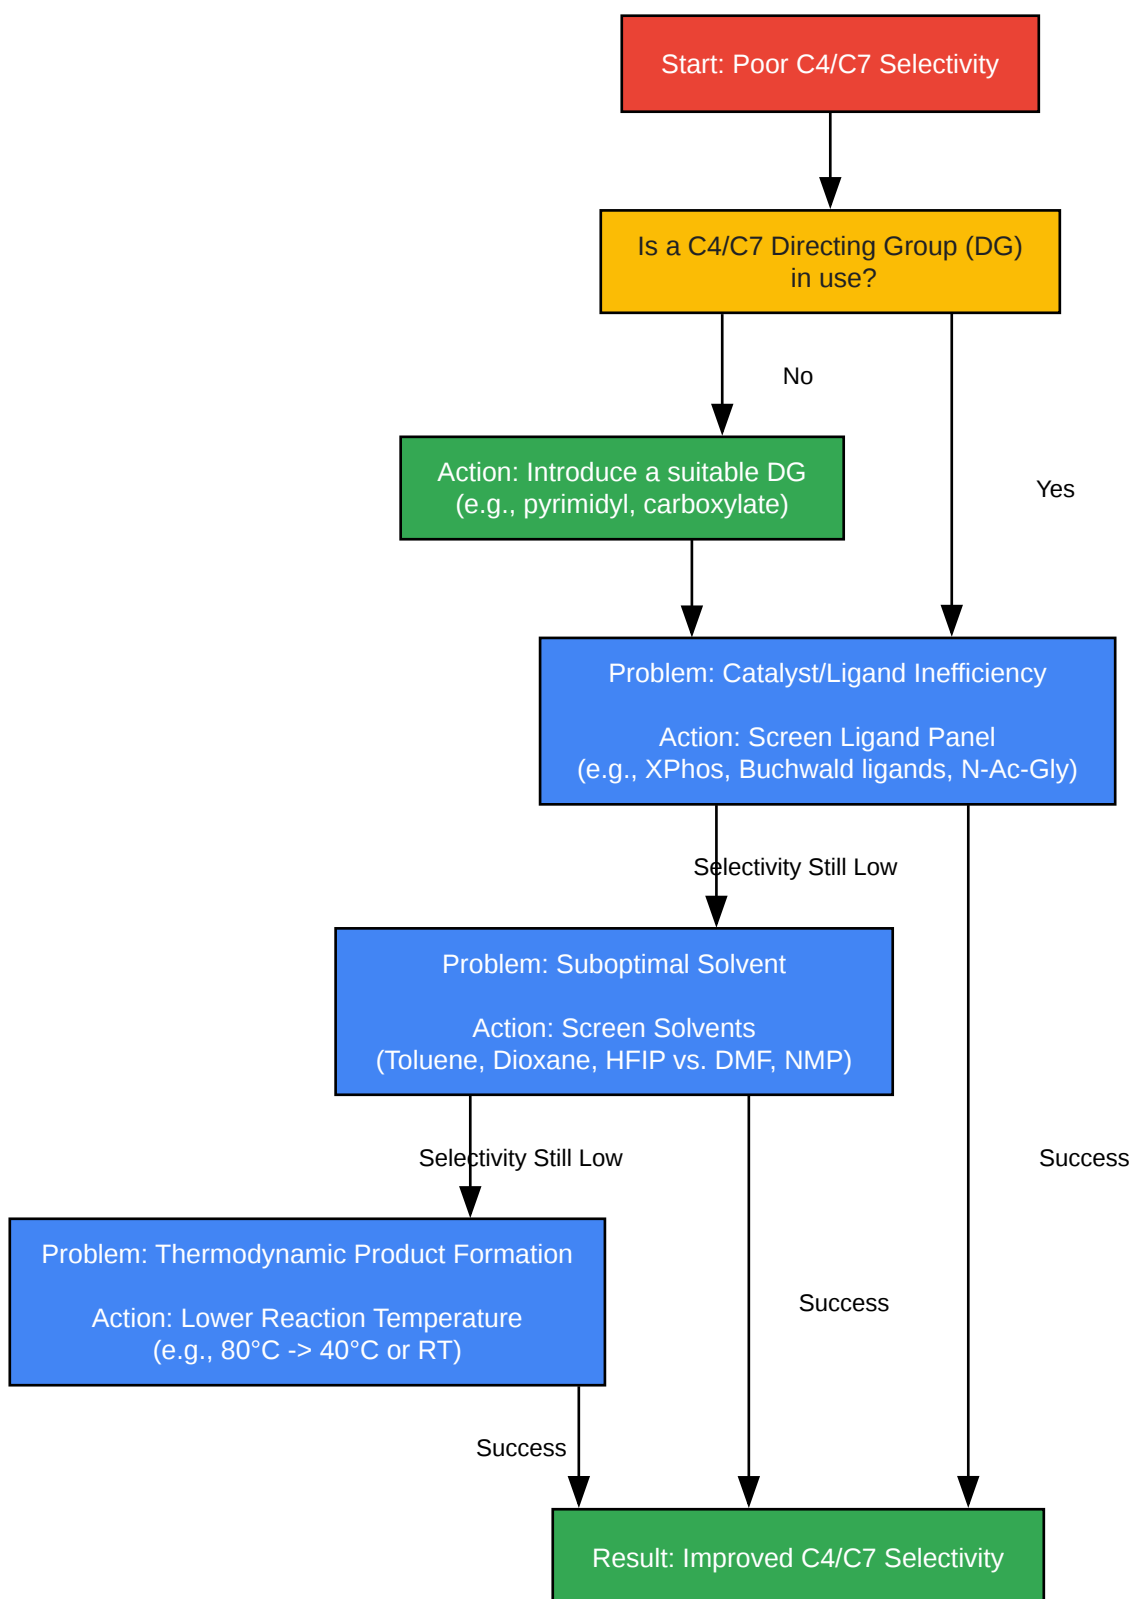 Start: Poor C4/C7 Selectivity
Is a C4/C7 Directing Group (DG)
in use?
No
Action: Introduce a suitable DG
(e.g., pyrimidyl, carboxylate)
Yes
Problem: Catalyst/Ligand Inefficiency
Action: Screen Ligand Panel
(e.g., XPhos, Buchwald ligands, N-Ac-Gly)
Selectivity Still Low
Problem: Suboptimal Solvent
Action: Screen Solvents
(Toluene, Dioxane, HFIP vs. DMF, NMP)
Selectivity Still Low
Success
Problem: Thermodynamic Product Formation
Action: Lower Reaction Temperature
(e.g., 80°C -> 40°C or RT)
Success
Success
Result: Improved C4/C7 Selectivity